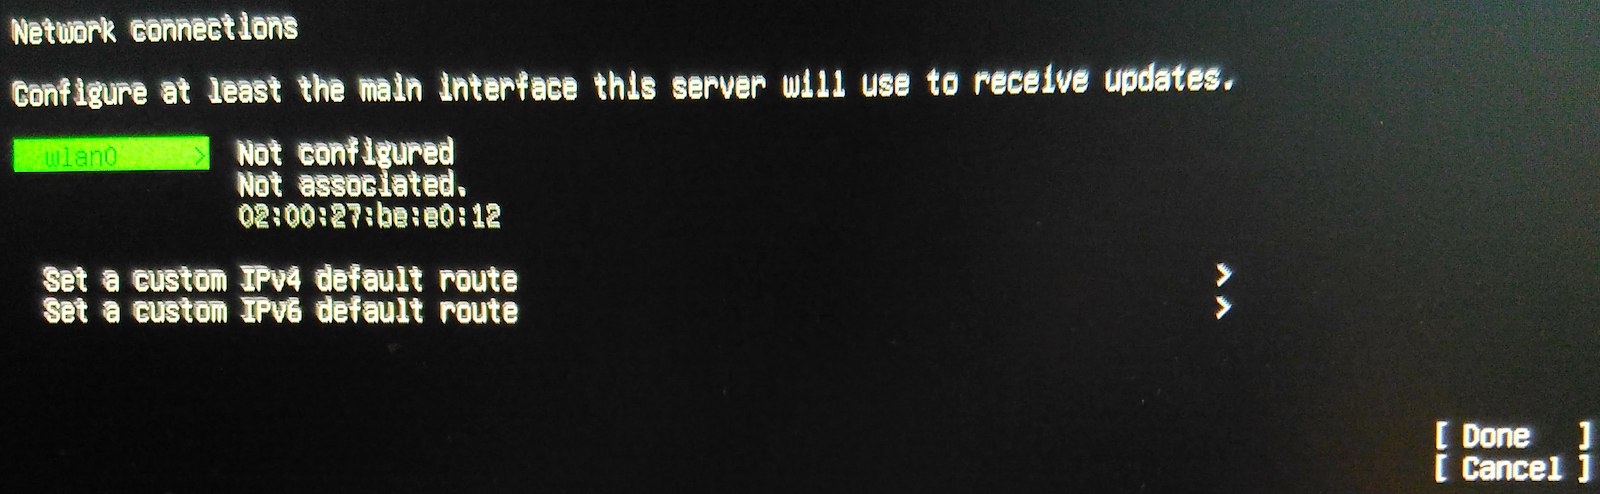 Network connections
Configure at least the main interface this server will use to receive updates.
wlan0 > Not configured
Not associated.
02:00:27:be:e0:12
Set a custom IPv4 default route >
Set a custom IPv6 default route >
[ Done ]
[ Cancel ]